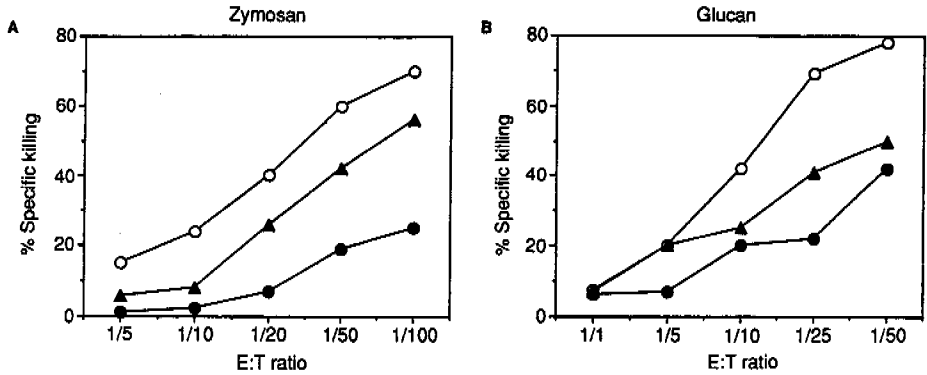 A
Zymosan
80
60
40
20
0
% Specific killing
1/5 1/10 1/20 1/50 1/100
E:T ratio
B
Glucan
80
60
40
20
0
% Specific killing
1/1 1/5 1/10 1/25 1/50
E:T ratio